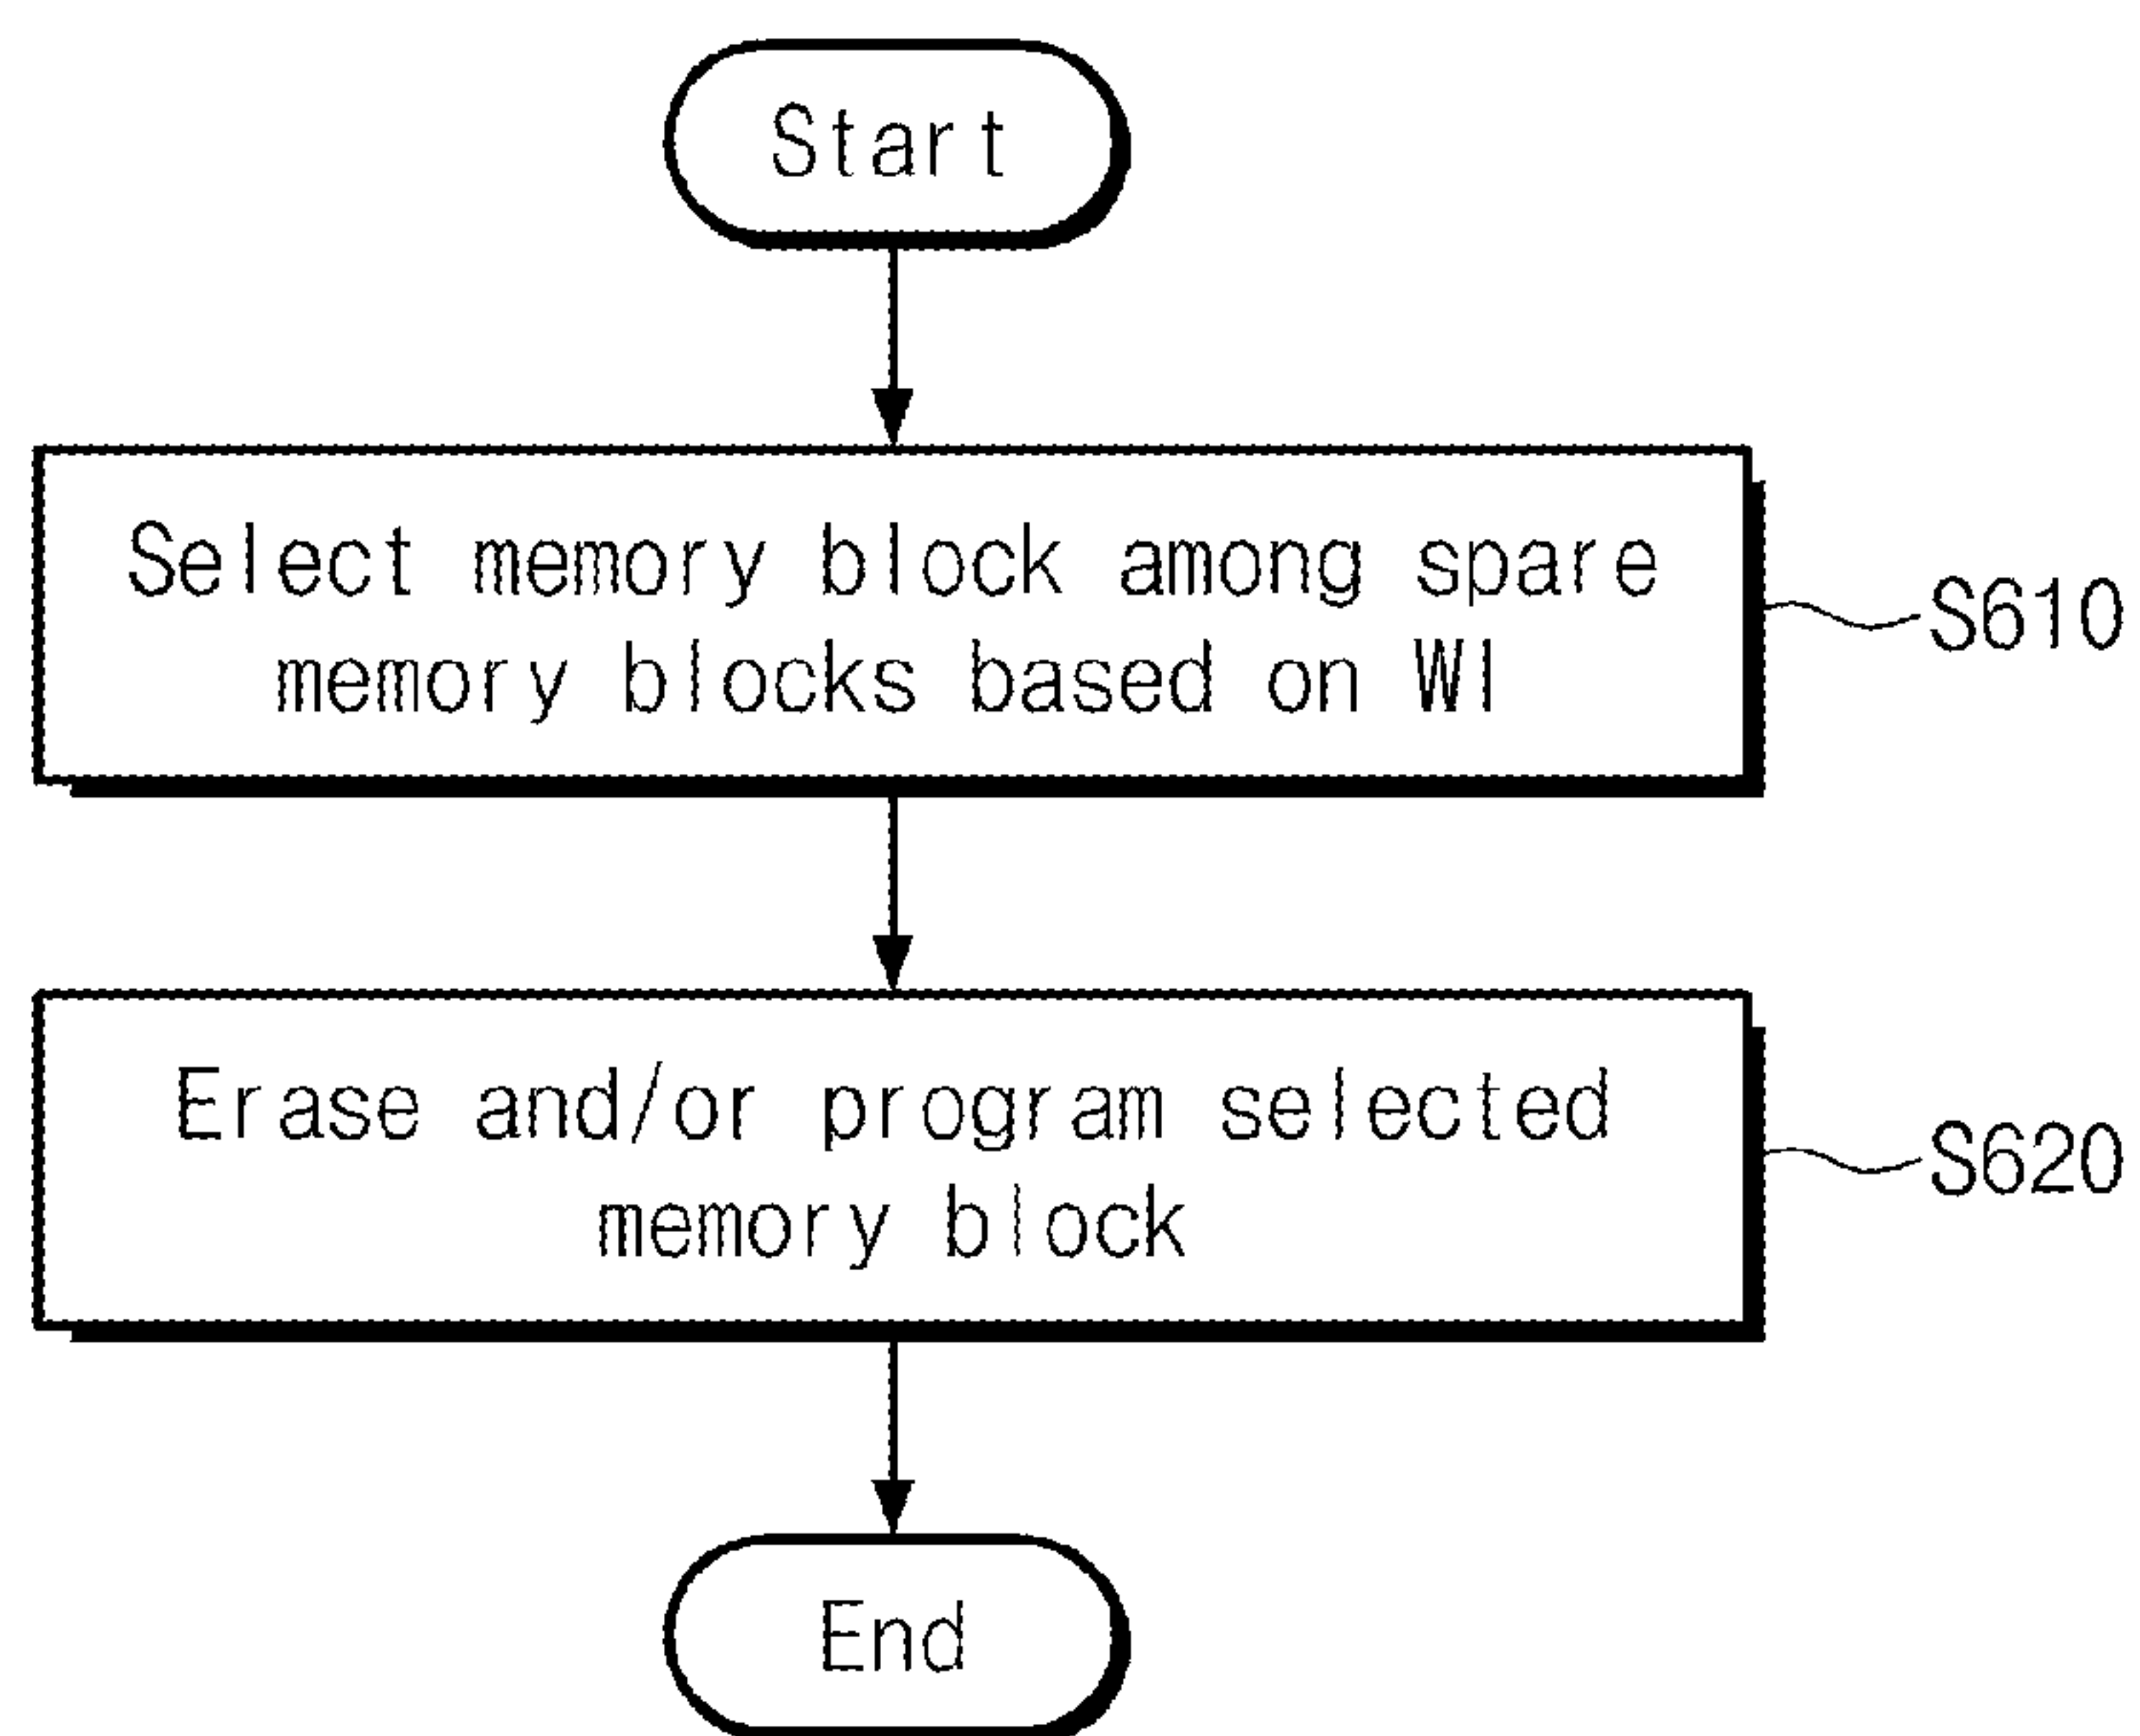 Start
Select memory block among spare
memory blocks based on WI
S610
Erase and/or program selected
memory block
S620
End